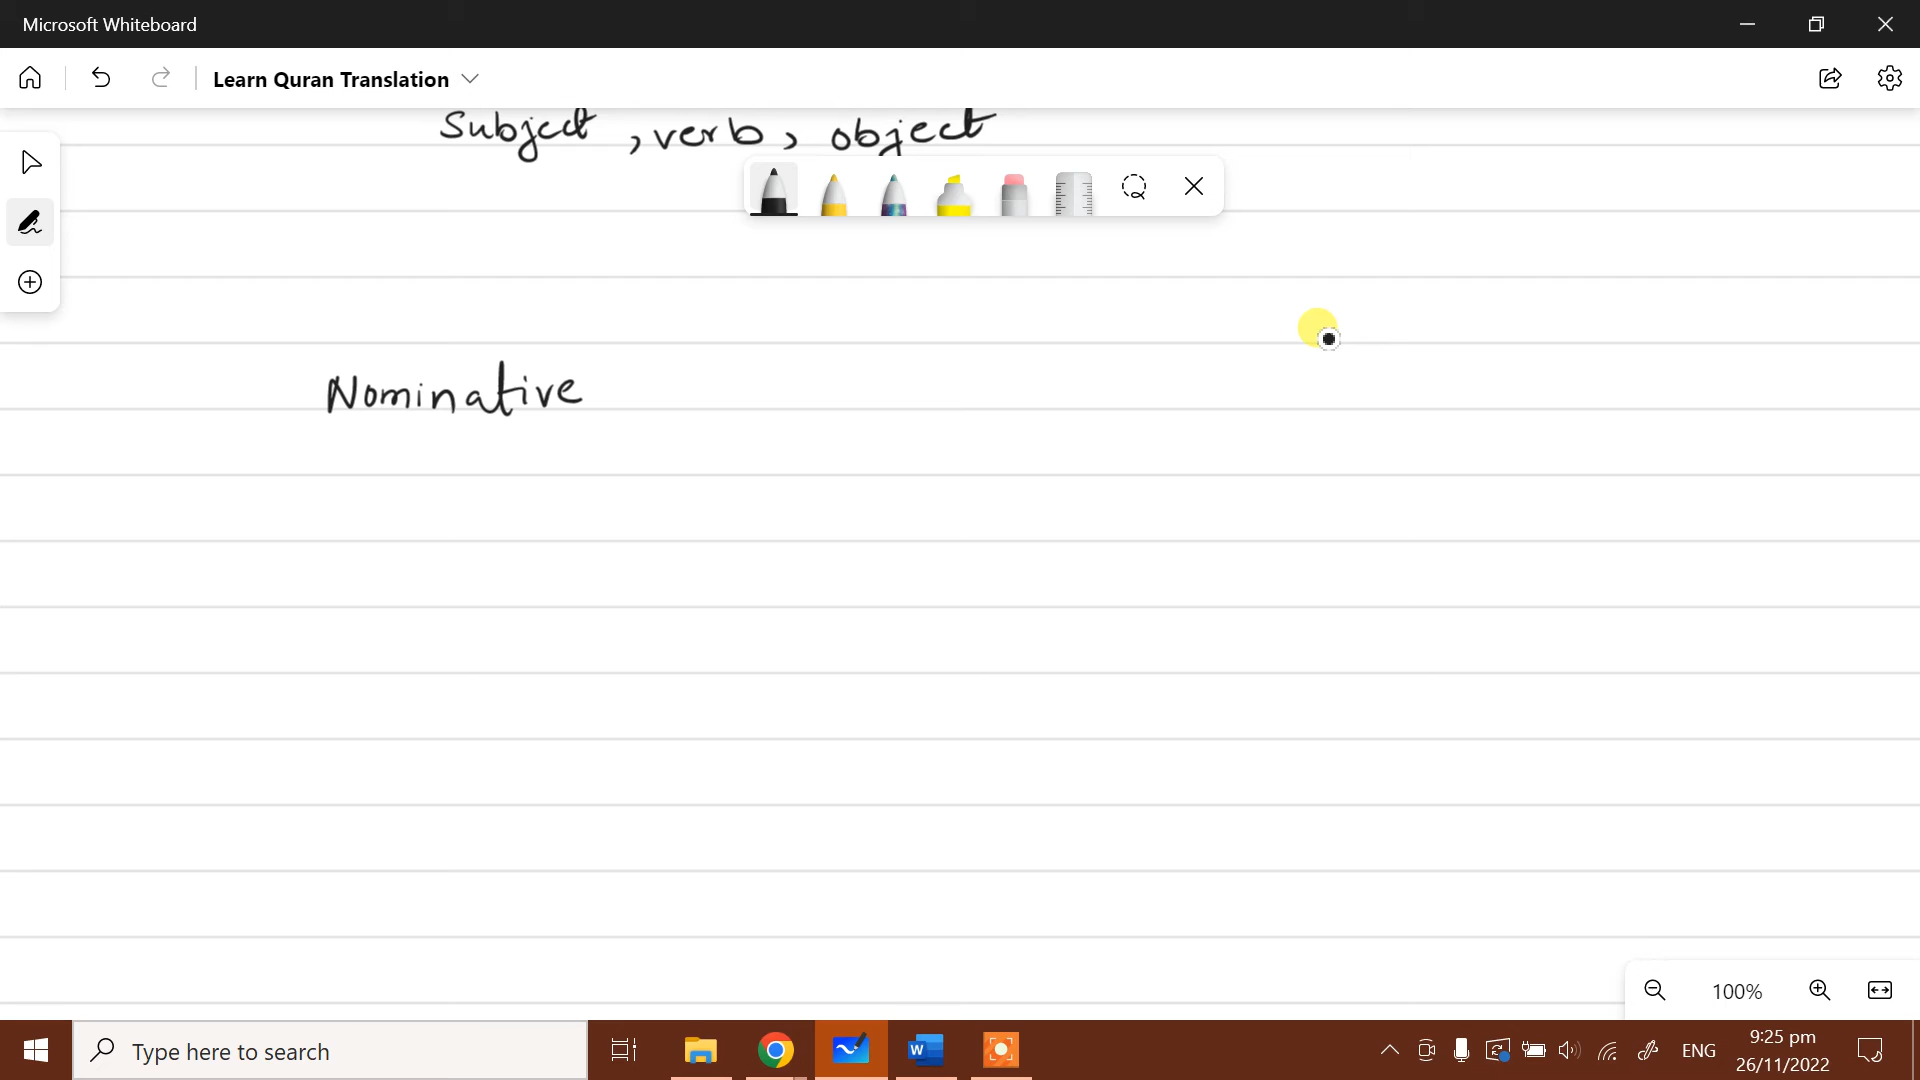 Microsoft Whiteboard
Learn Quran Translation
Subject , verb , object
Nominative
100%
Type here to search
ENG
9:25 pm
26/11/2022